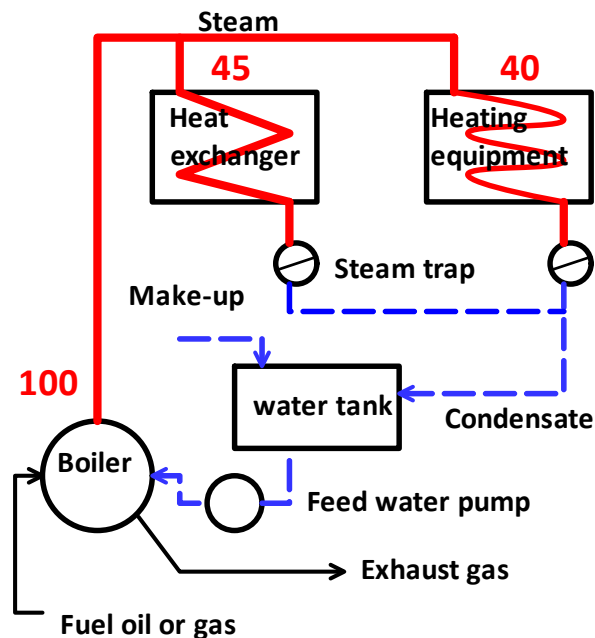 Steam
45
40
Heat
exchanger
Heating
equipment
Steam trap
Make-up
100
water tank
Condensate
Boiler
Feed water pump
Exhaust gas
Fuel oil or gas